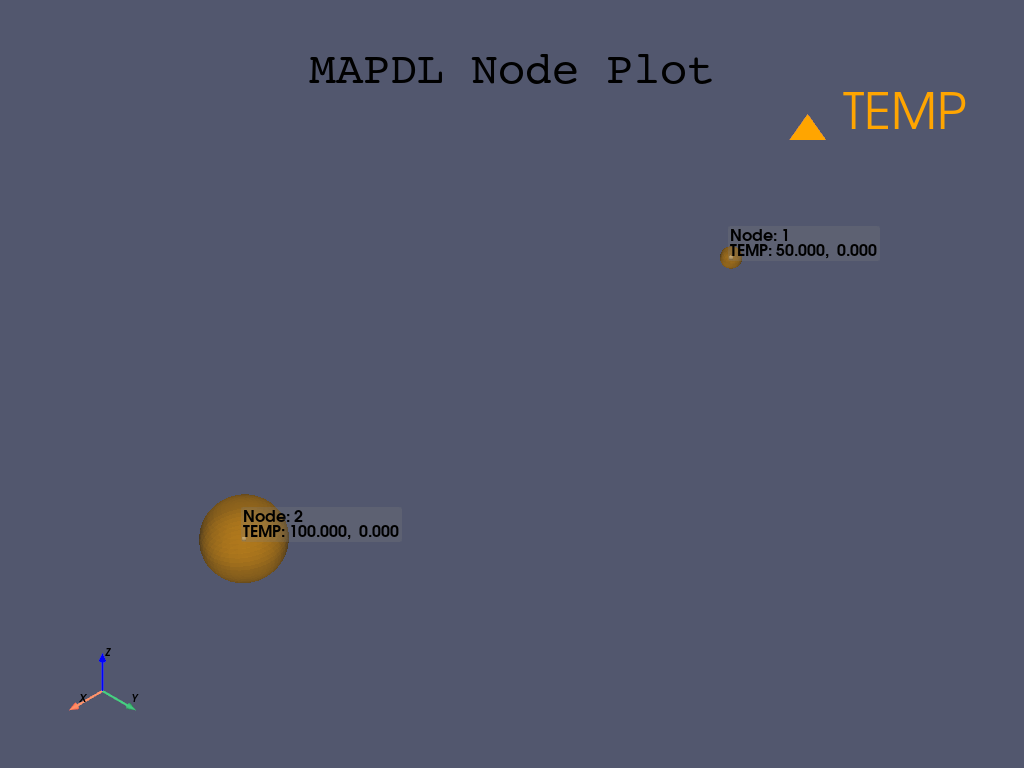 MAPDL Node Plot
TEMP
Node: 1
TEMP: 50.000, 0.000
Node: 2
TEMP: 100.000, 0.000
Z
X
Y